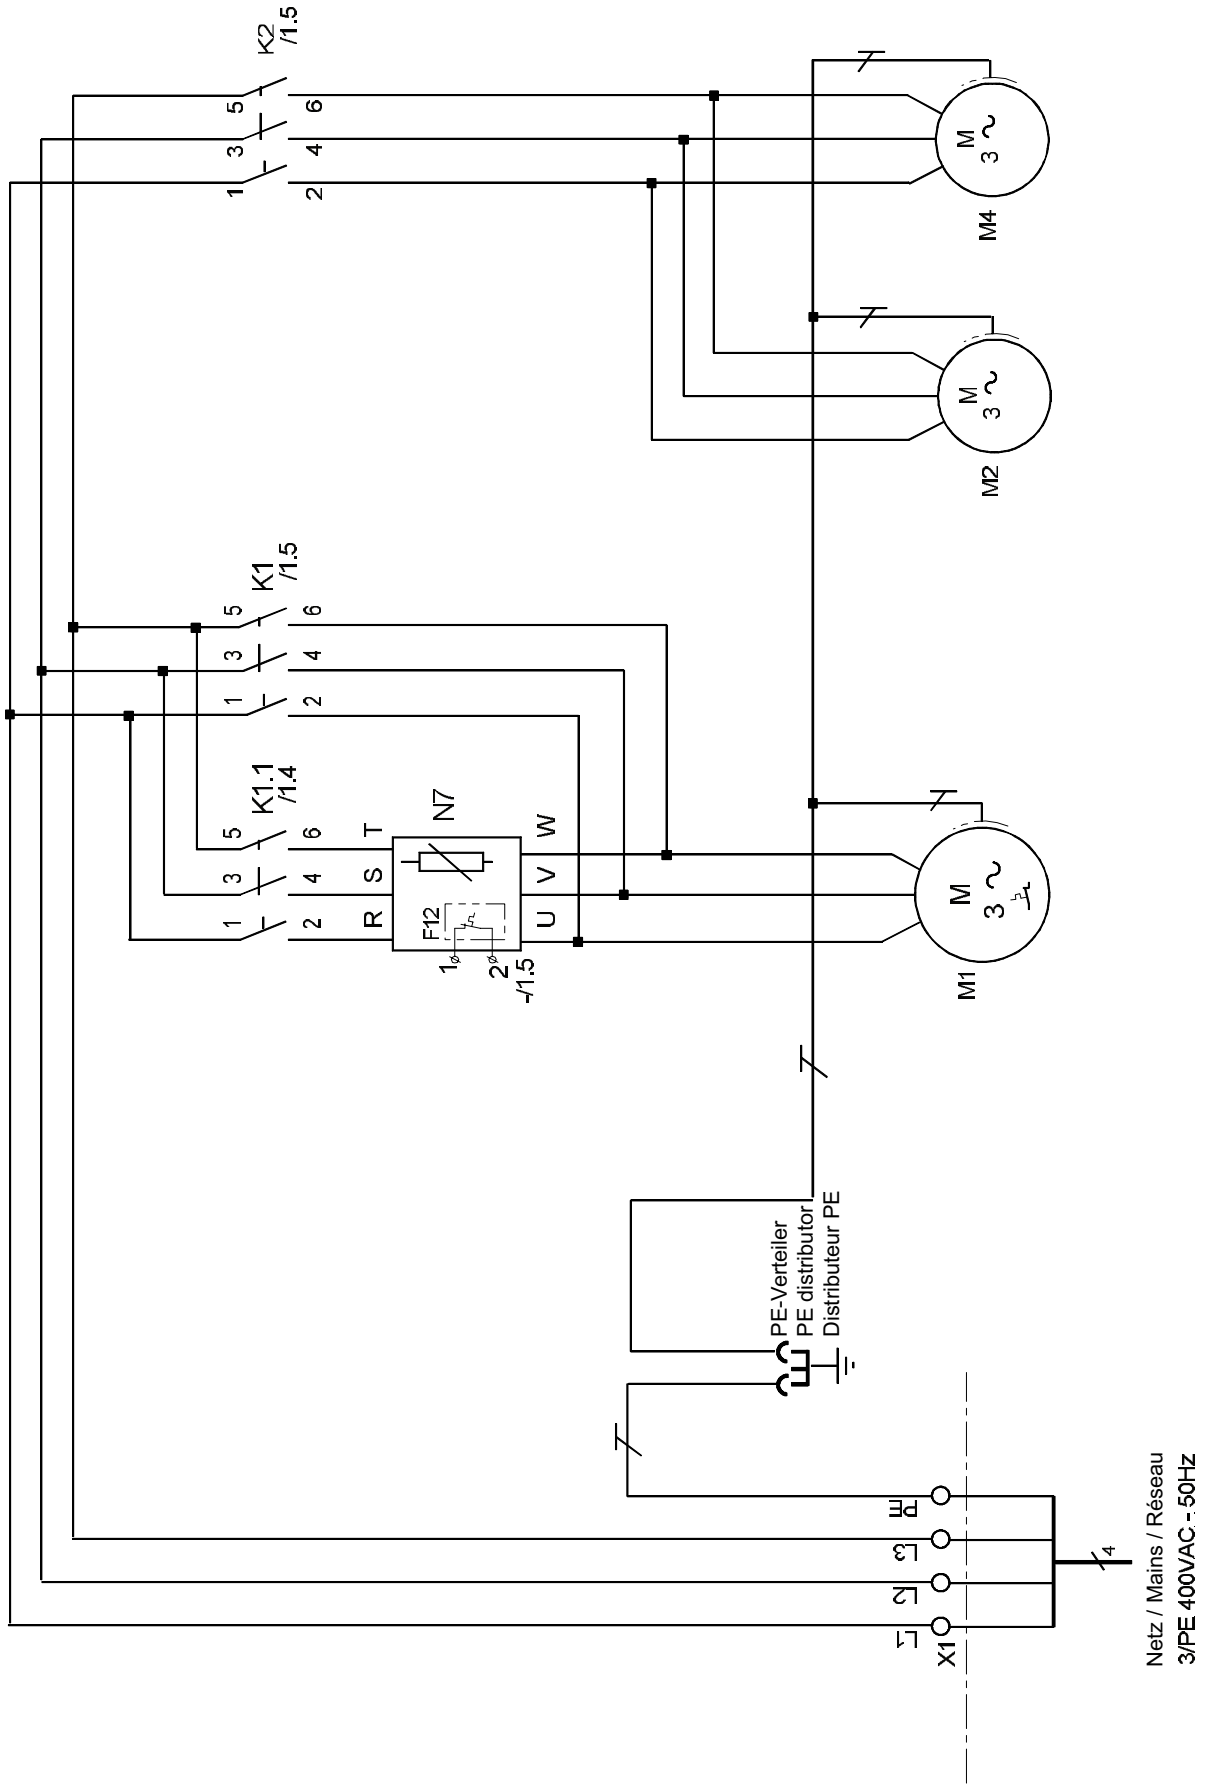 L1
L2
L3
PE
X1
Netz / Mains / Réseau
3/PE 400VAC - 50Hz
4
PE-Verteiler
PE distributor
Distributeur PE
K1.1
/1.4
1 3 5
2 4 6
R S T
N7
F12
1
2
-/1.5
U V W
K1
/1.5
1 3 5
2 4 6
M
3 ~
M1
M
3 ~
M2
K2
/1.5
1 3 5
2 4 6
M
3 ~
M4